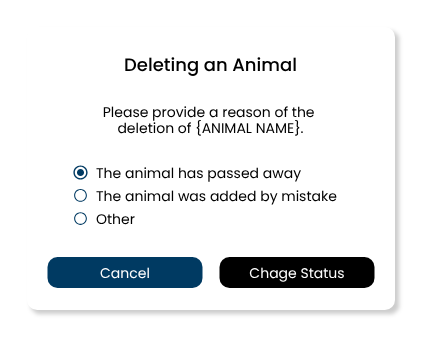 Deleting an Animal
Please provide a reason of the
deletion of {ANIMAL NAME}.
The animal has passed away
The animal was added by mistake
Other
Cancel
Chage Status